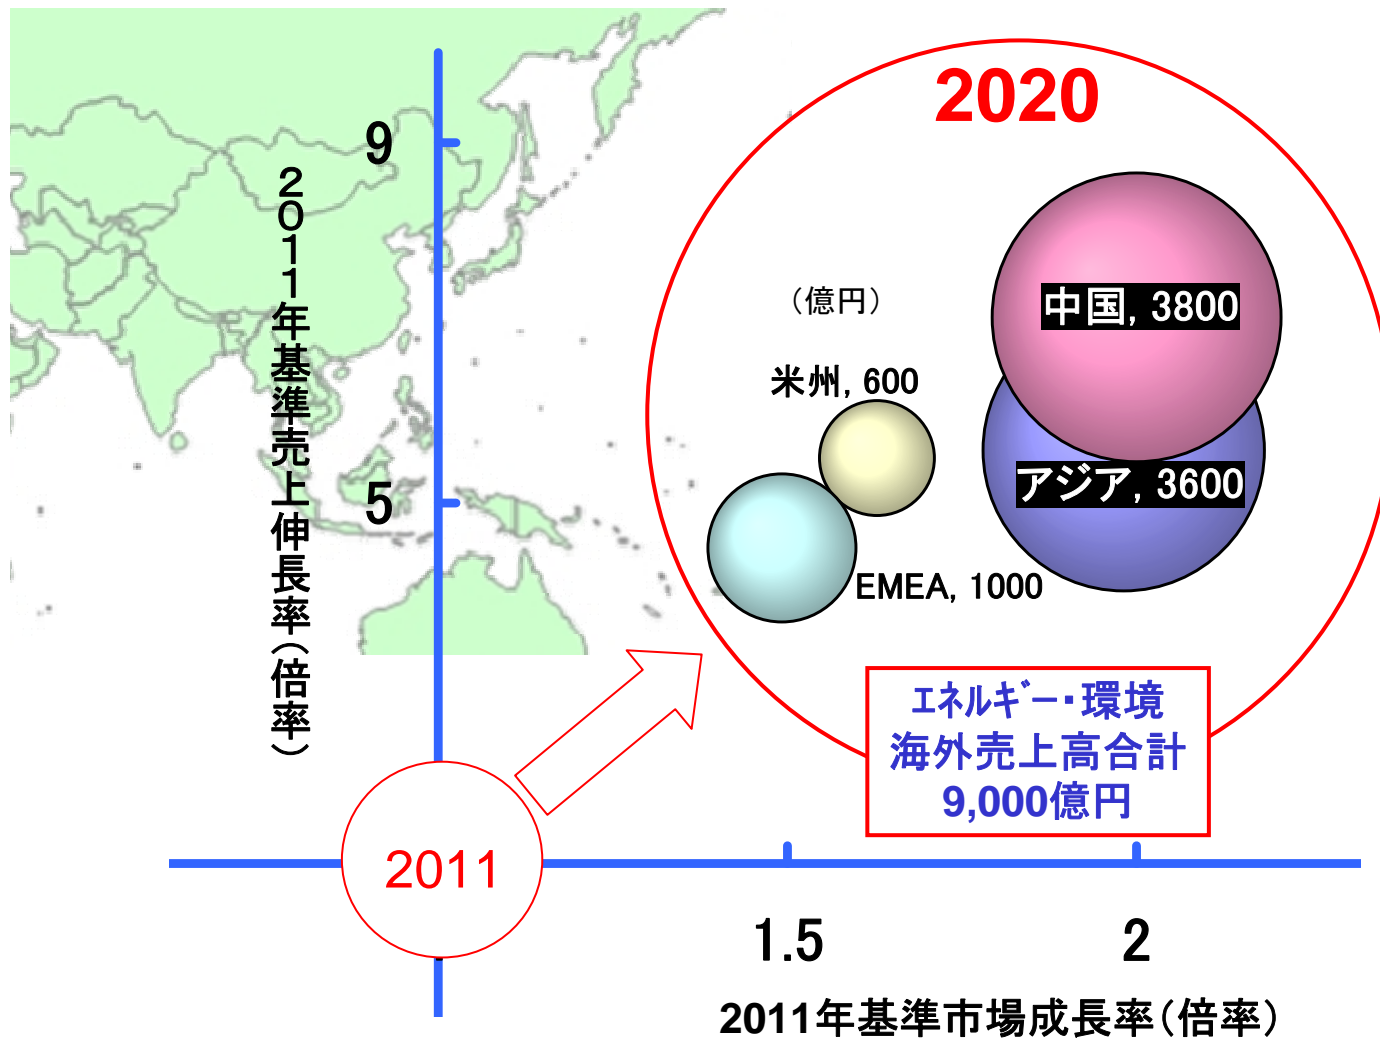 2020
9
２０１１年基準売上伸長率（倍率）
（億円）
中国, 3800
米州, 600
アジア, 3600
5
EMEA, 1000
ｴﾈﾙｷﾞｰ・環境
海外売上高合計
9,000億円
2011
1.5
2
2011年基準市場成長率（倍率）